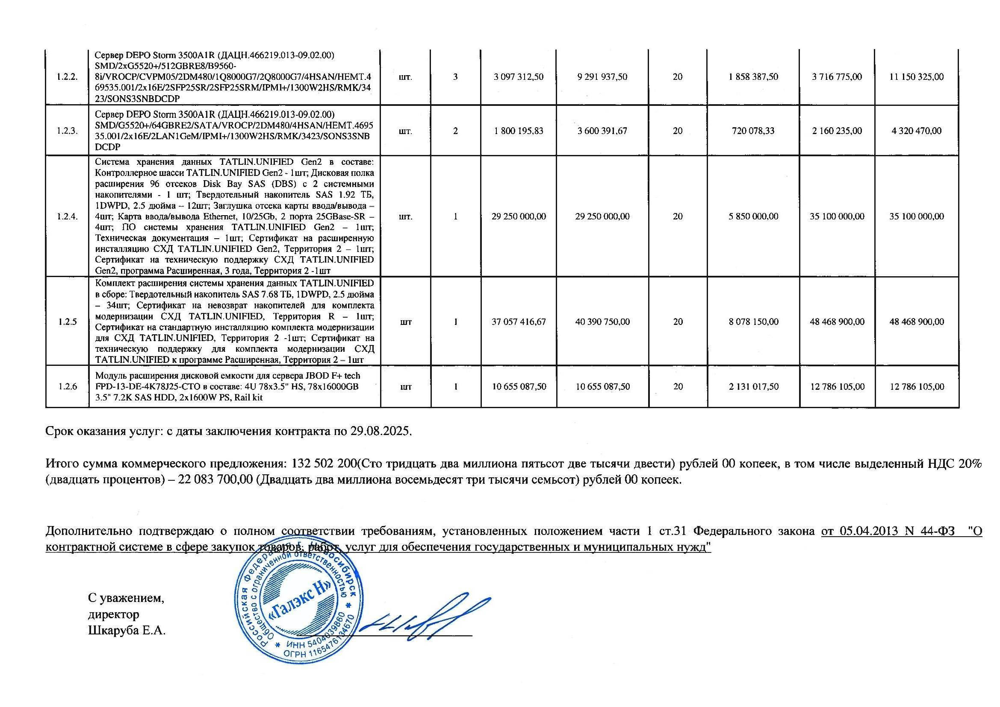 Сервер DEPO Storm 3500A1R (ДАЦН.466219.013-09.02.00)
SMD/2xG5520+/512GBRE8/B9560-
1.2.2. 8i/VROCP/CVPM05/2DM480/1Q8000G7/2Q8000G7/4HSAN/HEMT.4 шт. 3 3 097 312,50 9 291 937,50 20 1 858 387,50 3 716 775,00 11 150 325,00
69535.001/2x16E/2SFP25SR/2SFP25SRM/IPMI+/1300W2HS/RMK/34
23/SONS3SNBDCDP
Сервер DEPO Storm 3500A1R (ДАЦН.466219.013-09.02.00)
1.2.3. SMD/G5520+/64GBRE2/SATA/VROCP/2DM480/4HSAN/HEMT.4695 шт. 2 1 800 195,83 3 600 391,67 20 720 078,33 2 160 235,00 4 320 470,00
35.001/2x16E/2LAN1GeM/IPMI+/1300W2HS/RMK/3423/SONS3SNB
DCDP
Система хранения данных TATLIN.UNIFIED Gen2 в составе:
Контроллерное шасси TATLIN.UNIFIED Gen2 - 1шт; Дисковая полка
расширения 96 отсеков Disk Bay SAS (DBS) с 2 системными
накопителями - 1 шт; Твердотельный накопитель SAS 1.92 ТБ,
1DWPD, 2.5 дюйма – 12шт; Заглушка отсека карты ввода/вывода –
1.2.4. 4шт; Карта ввода/вывода Ethernet, 10/25Gb, 2 порта 25GBase-SR – шт. 1 29 250 000,00 29 250 000,00 20 5 850 000,00 35 100 000,00 35 100 000,00
4шт; ПО системы хранения TATLIN.UNIFIED Gen2 – 1шт;
Техническая документация – 1шт; Сертификат на расширенную
инсталляцию СХД TATLIN.UNIFIED Gen2, Территория 2 – 1шт;
Сертификат на техническую поддержку СХД TATLIN.UNIFIED
Gen2, программа Расширенная, 3 года, Территория 2 -1шт
Комплект расширения системы хранения данных TATLIN.UNIFIED
в сборе: Твердотельный накопитель SAS 7.68 ТБ, 1DWPD, 2.5 дюйма
– 34шт; Сертификат на невозврат накопителей для комплекта
модернизации СХД TATLIN.UNIFIED, Территория R – 1шт;
1.2.5 Сертификат на стандартную инсталляцию комплекта модернизации шт 1 37 057 416,67 40 390 750,00 20 8 078 150,00 48 468 900,00 48 468 900,00
для СХД TATLIN.UNIFIED, Территория 2 -1шт; Сертификат на
техническую поддержку для комплекта модернизации СХД
TATLIN.UNIFIED к программе Расширенная, Территория 2 – 1шт
Модуль расширения дисковой емкости для сервера JBOD F+ tech
1.2.6 FPD-13-DE-4K78J25-CTO в составе: 4U 78x3.5" HS, 78x16000GB шт 1 10 655 087,50 10 655 087,50 20 2 131 017,50 12 786 105,00 12 786 105,00
3.5" 7.2K SAS HDD, 2x1600W PS, Rail kit
Срок оказания услуг: с даты заключения контракта по 29.08.2025.
Итого сумма коммерческого предложения: 132 502 200(Сто тридцать два миллиона пятьсот две тысячи двести) рублей 00 копеек, в том числе выделенный НДС 20%
(двадцать процентов) – 22 083 700,00 (Двадцать два миллиона восемьдесят три тысячи семьсот) рублей 00 копеек.
Дополнительно подтверждаю о полном соответствии требованиям, установленных положением части 1 ст.31 Федерального закона от 05.04.2013 N 44-ФЗ "О
контрактной системе в сфере закупок товаров, работ, услуг для обеспечения государственных и муниципальных нужд"
С уважением,
директор
Шкаруба Е.А.
Российская Федерация г. Новосибирск
Общество с ограниченной ответственностью
«Галэкс Н»
ИНН 5404039860
ОГРН 1165476134670